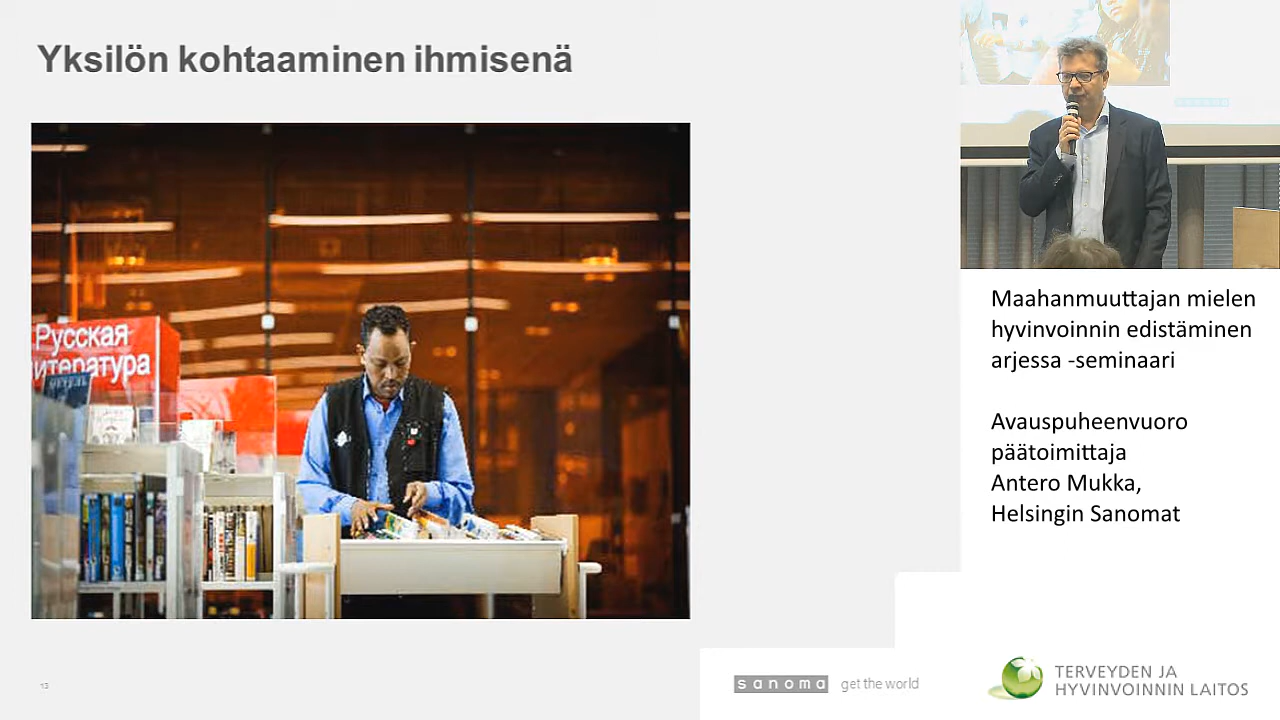 Yksilön kohtaaminen ihmisenä
Русская
литература
Maahanmuuttajan mielen
hyvinvoinnin edistäminen
arjessa -seminaari
Avauspuheenvuoro
päätoimittaja
Antero Mukka,
Helsingin Sanomat
13
sanoma get the world
TERVEYDEN JA
HYVINVOINNIN LAITOS